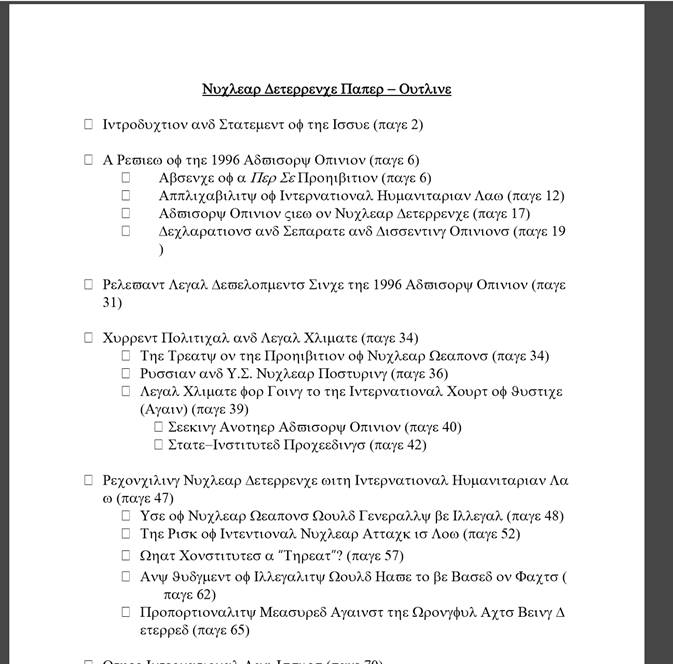 Νυχλεαρ Δετερρενχε Παπερ – Ουτλινε
□ Ιντροδυχτιον ανδ Στατεμεντ οφ τηε Ισσυε (παγε 2)
□ Α Ρεϖιεω οφ τηε 1996 Αδϖισορψ Οπινιον (παγε 6)
□ Αβσενχε οφ α Περ Σε Προηιβιτιον (παγε 6)
□ Αππλιχαβιλιτψ οφ Ιντερνατιοναλ Ηυμανιταριαν Λαω (παγε 12)
□ Αδϖισορψ Οπινιον ςιεω ον Νυχλεαρ Δετερρενχε (παγε 17)
□ Δεχλαρατιονσ ανδ Σεπαρατε ανδ Δισσεντινγ Οπινιονσ (παγε 19
)
□ Ρελεϖαντ Λεγαλ Δεϖελοπμεντσ Σινχε τηε 1996 Αδϖισορψ Οπινιον (παγε
31)
□ Χυρρεντ Πολιτιχαλ ανδ Λεγαλ Χλιματε (παγε 34)
□ Τηε Τρεατψ ον τηε Προηιβιτιον οφ Νυχλεαρ Ωεαπονσ (παγε 34)
□ Ρυσσιαν ανδ Υ.Σ. Νυχλεαρ Ποστυρινγ (παγε 36)
□ Λεγαλ Χλιματε φορ Γοινγ το τηε Ιντερνατιοναλ Χουρτ οφ ϑυστιχε
(Αγαιν) (παγε 39)
□ Σεεκινγ Ανοτηερ Αδϖισορψ Οπινιον (παγε 40)
□ Στατε–Ινστιτυτεδ Προχεεδινγσ (παγε 42)
□ Ρεχονχιλινγ Νυχλεαρ Δετερρενχε ωιτη Ιντερνατιοναλ Ηυμανιταριαν Λα
ω (παγε 47)
□ Υσε οφ Νυχλεαρ Ωεαπονσ Ωουλδ Γενεραλλψ βε Ιλλεγαλ (παγε 48)
□ Τηε Ρισκ οφ Ιντεντιοναλ Νυχλεαρ Ατταχκ ισ Λοω (παγε 52)
□ Ωηατ Χονστιτυτεσ α "Τηρεατ"? (παγε 57)
□ Ανψ ϑυδγμεντ οφ Ιλλεγαλιτψ Ωουλδ Ηαϖε το βε Βασεδ ον Φαχτσ (
παγε 62)
□ Προπορτιοναλιτψ Μεασυρεδ Αγαινστ τηε Ωρονγφυλ Αχτσ Βεινγ Δ
ετερρεδ (παγε 65)